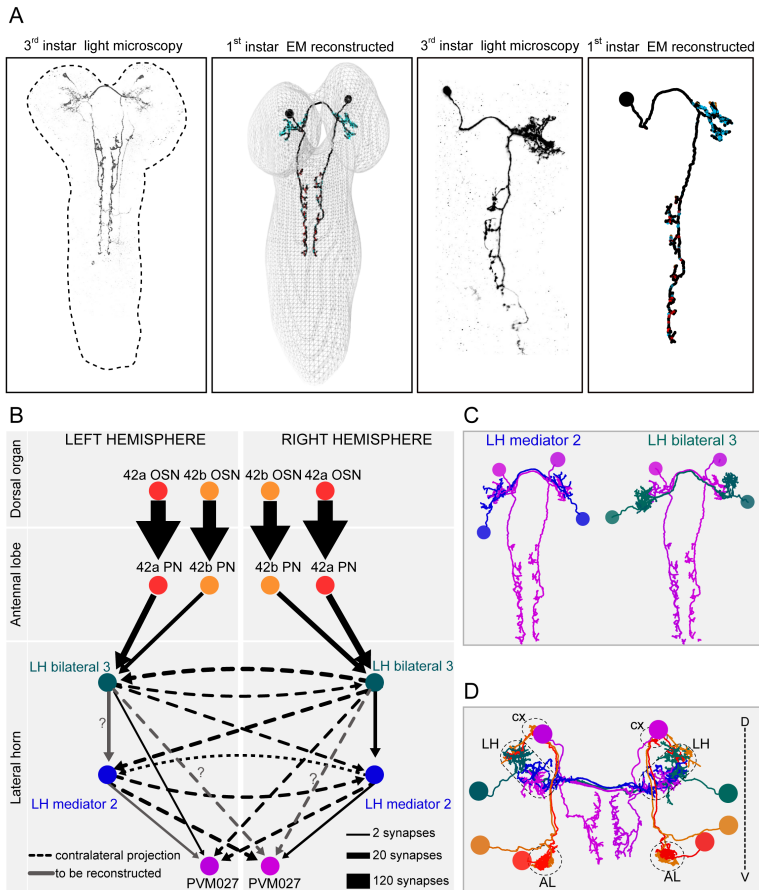 A
3rd instar light microscopy
1st instar EM reconstructed
3rd instar light microscopy
1st instar EM reconstructed
B
LEFT HEMISPHERE
RIGHT HEMISPHERE
Dorsal organ
42a OSN
42b OSN
42b OSN
42a OSN
Antennal lobe
42a PN
42b PN
42b PN
42a PN
Lateral horn
LH bilateral 3
LH bilateral 3
?
?
?
LH mediator 2
LH mediator 2
contralateral projection
to be reconstructed
PVM027
PVM027
2 synapses
20 synapses
120 synapses
C
LH mediator 2
LH bilateral 3
D
cx
cx
D
LH
LH
AL
AL
V